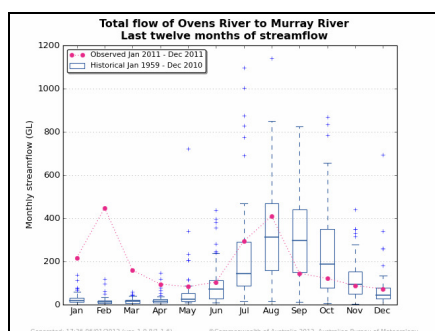 Total flow of Ovens River to Murray River
Last twelve months of streamflow
1200
1000
800
600
400
200
0
Monthly streamflow (GL)
Observed Jan 2011 - Dec 2011
Historical Jan 1959 - Dec 2010
Jan Feb Mar Apr May Jun Jul Aug Sep Oct Nov Dec